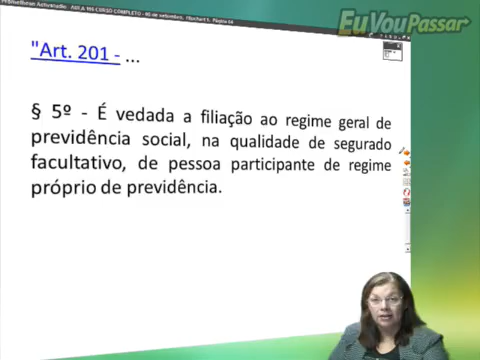 EuVouPassar
"Art. 201 - ...
§ 5º - É vedada a filiação ao regime geral de
previdência social, na qualidade de segurado
facultativo, de pessoa participante de regime
próprio de previdência.